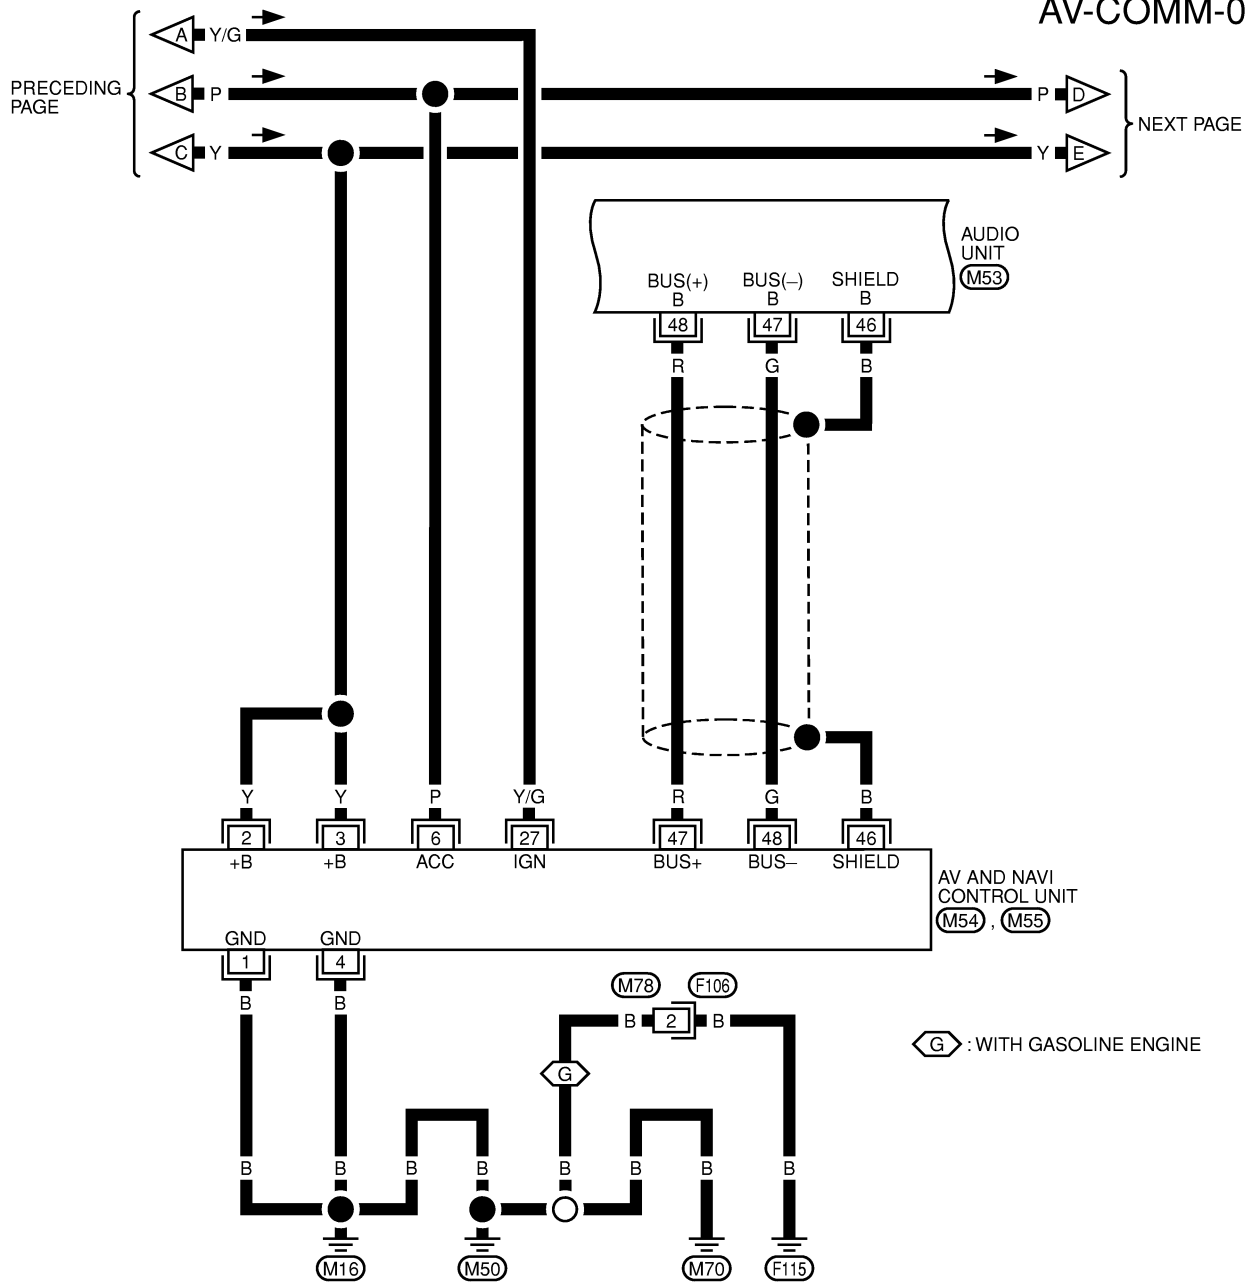 AV-COMM-0
A Y/G
PRECEDING
PAGE
B P
P D
NEXT PAGE
C Y
Y E
AUDIO
UNIT
M53
BUS(+) BUS(–) SHIELD
B B B
48 47 46
R G B
Y Y P Y/G R G B
2 3 6 27 47 48 46
+B +B ACC IGN BUS+ BUS– SHIELD
AV AND NAVI
CONTROL UNIT
M54 , M55
GND GND
1 4
B B
M78 F106
B 2 B
G : WITH GASOLINE ENGINE
G
B B B B B B B B
M16 M50 M70 F115